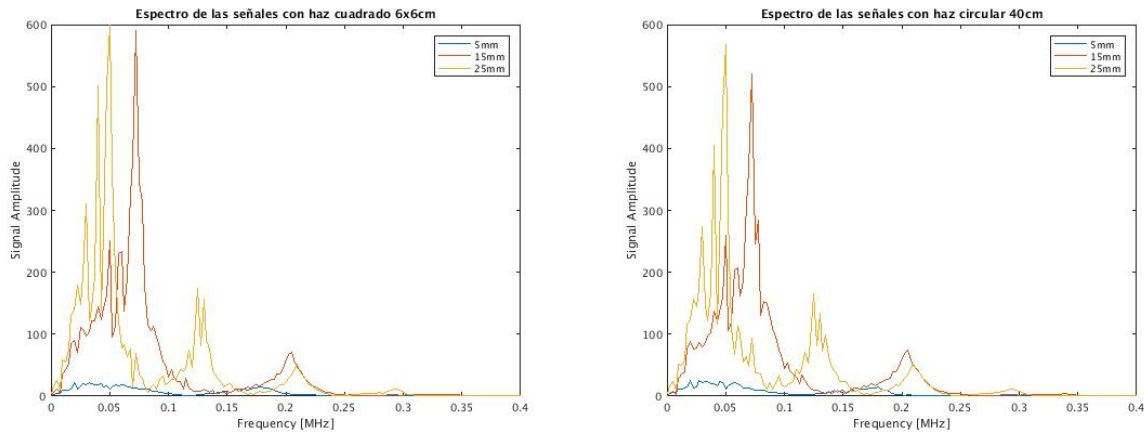 Espectro de las señales con haz cuadrado 6x6cm
600
500
400
300
200
100
0
Signal Amplitude
5mm
15mm
25mm
0 0.05 0.1 0.15 0.2 0.25 0.3 0.35 0.4
Frequency [MHz]
Espectro de las señales con haz circular 40cm
600
500
400
300
200
100
0
Signal Amplitude
5mm
15mm
25mm
0 0.05 0.1 0.15 0.2 0.25 0.3 0.35 0.4
Frequency [MHz]